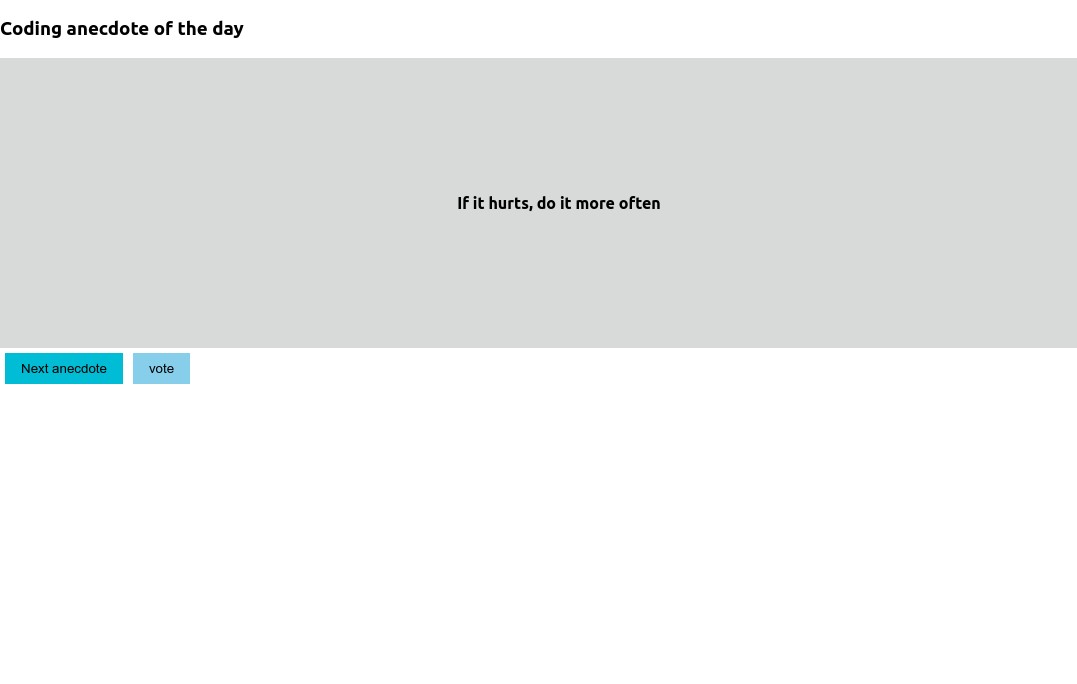 Coding anecdote of the day
If it hurts, do it more often
Next anecdote
vote